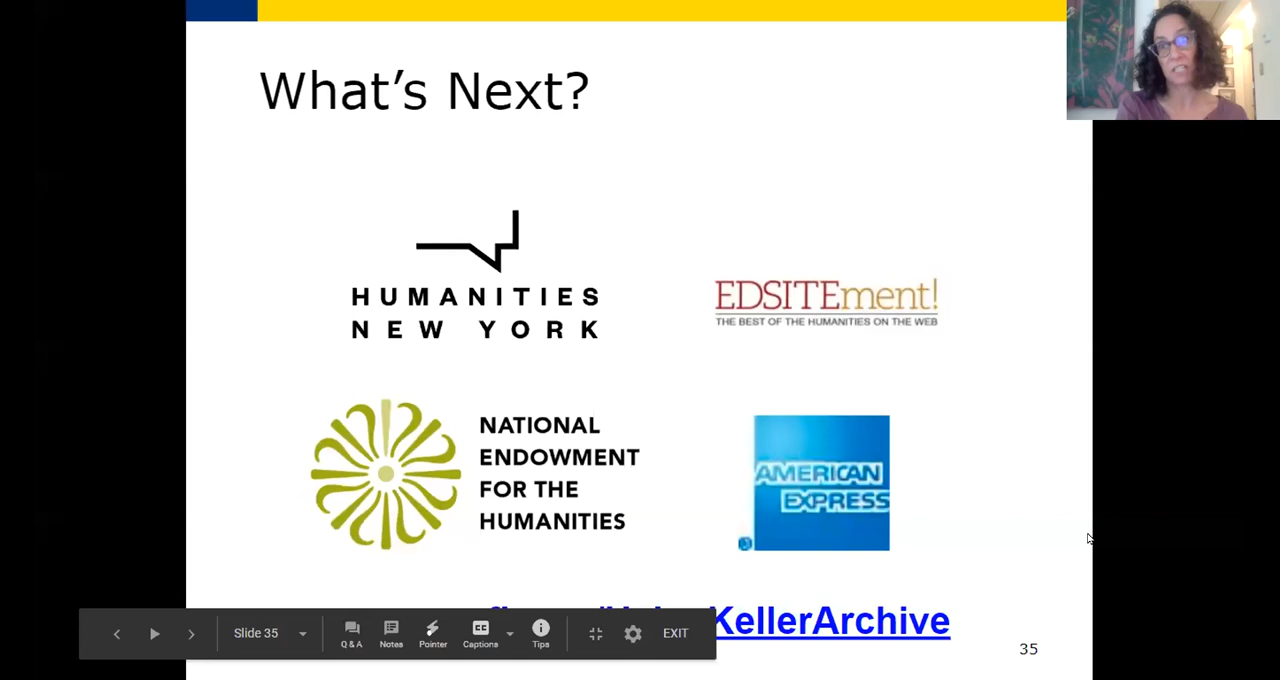 What's Next?
HUMANITIES
NEW YORK
EDSITEment!
THE BEST OF THE HUMANITIES ON THE WEB
NATIONAL
ENDOWMENT
FOR THE
HUMANITIES
AMERICAN
EXPRESS
KellerArchive
35
Slide 35
Q & A
Notes
Pointer
Captions
CC
Tips
EXIT